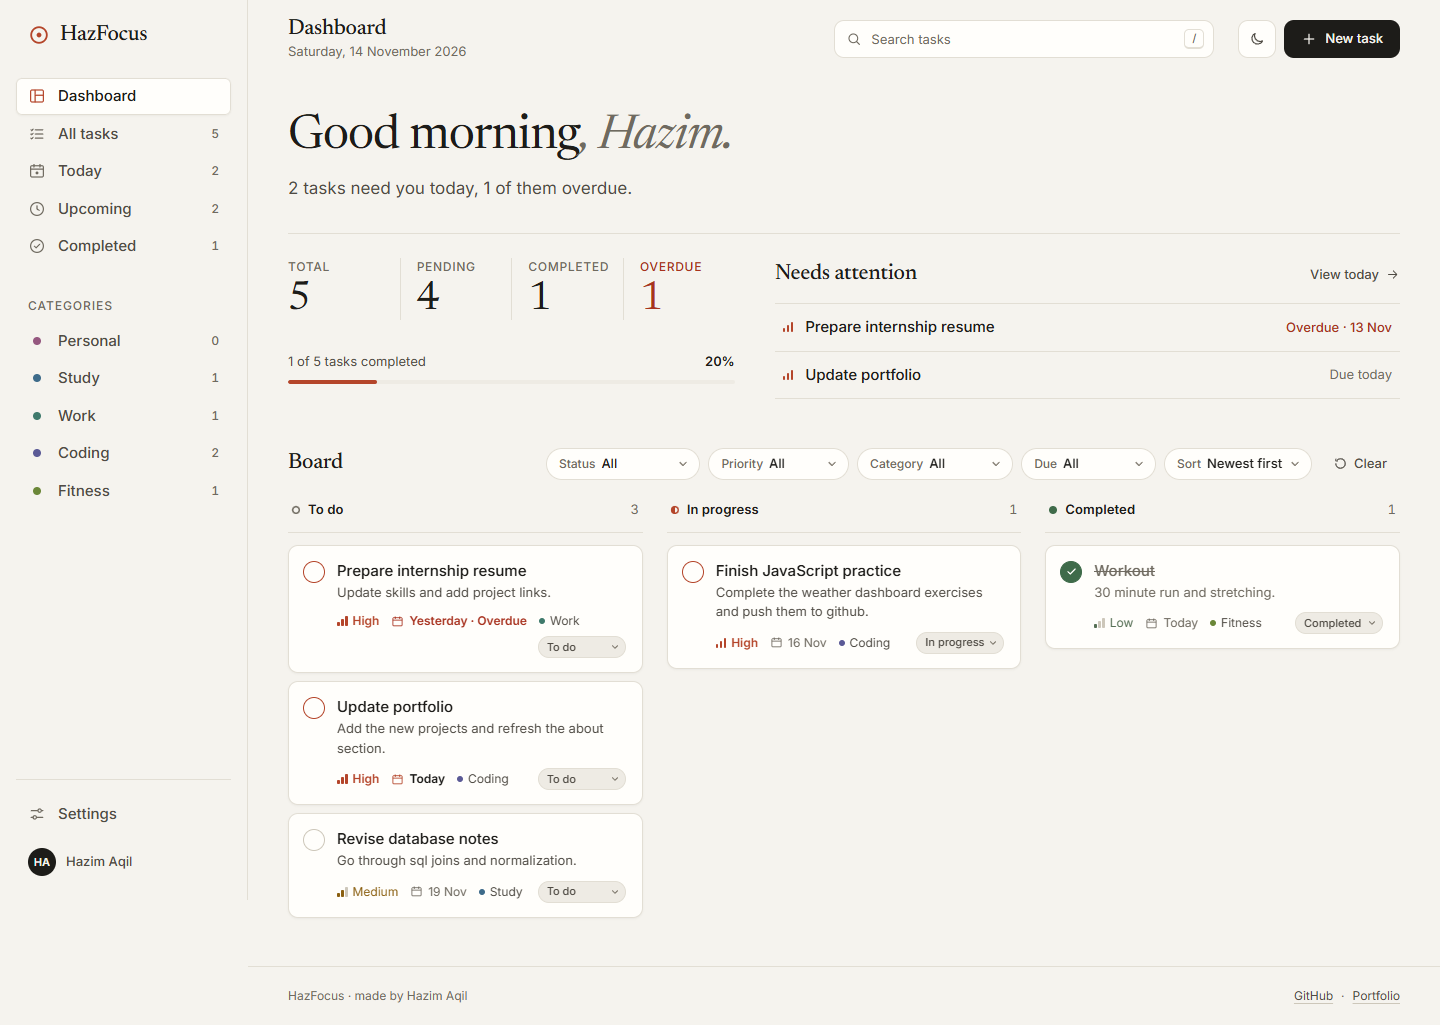 HazFocus
Dashboard
All tasks 5
Today 2
Upcoming 2
Completed 1
CATEGORIES
Personal 0
Study 1
Work 1
Coding 2
Fitness 1
Settings
HA Hazim Aqil
Dashboard
Saturday, 14 November 2026
Search tasks /
New task
Good morning, Hazim.
2 tasks need you today, 1 of them overdue.
TOTAL PENDING COMPLETED OVERDUE
5 4 1 1
1 of 5 tasks completed 20%
Needs attention View today →
Prepare internship resume Overdue · 13 Nov
Update portfolio Due today
Board
Status All Priority All Category All Due All Sort Newest first Clear
To do 3
Prepare internship resume
Update skills and add project links.
High Yesterday · Overdue Work
To do
Update portfolio
Add the new projects and refresh the about
section.
High Today Coding To do
Revise database notes
Go through sql joins and normalization.
Medium 19 Nov Study To do
In progress 1
Finish JavaScript practice
Complete the weather dashboard exercises
and push them to github.
High 16 Nov Coding In progress
Completed 1
Workout
30 minute run and stretching.
Low Today Fitness Completed
HazFocus · made by Hazim Aqil
GitHub · Portfolio